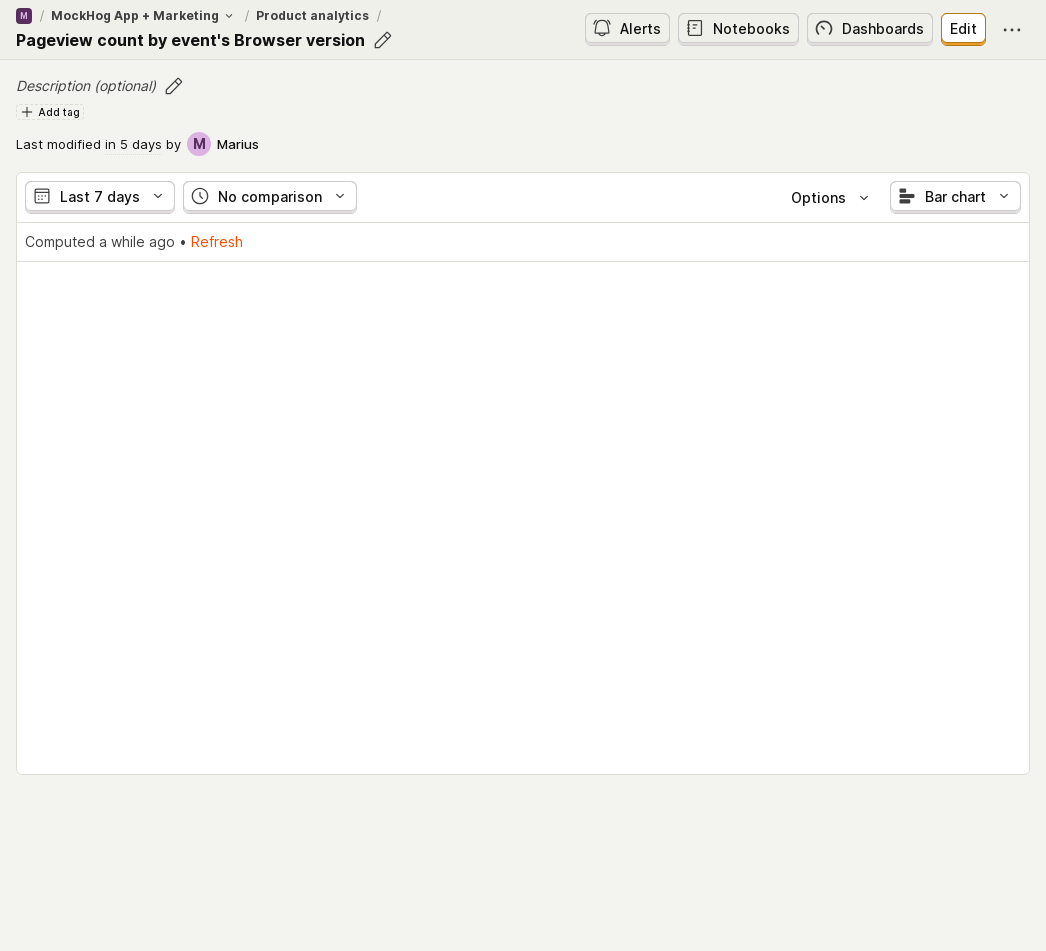 M / MockHog App + Marketing / Product analytics /
Pageview count by event's Browser version
Alerts Notebooks Dashboards Edit
Description (optional)
Add tag
Last modified in 5 days by M Marius
Last 7 days No comparison Options Bar chart
Computed a while ago • Refresh